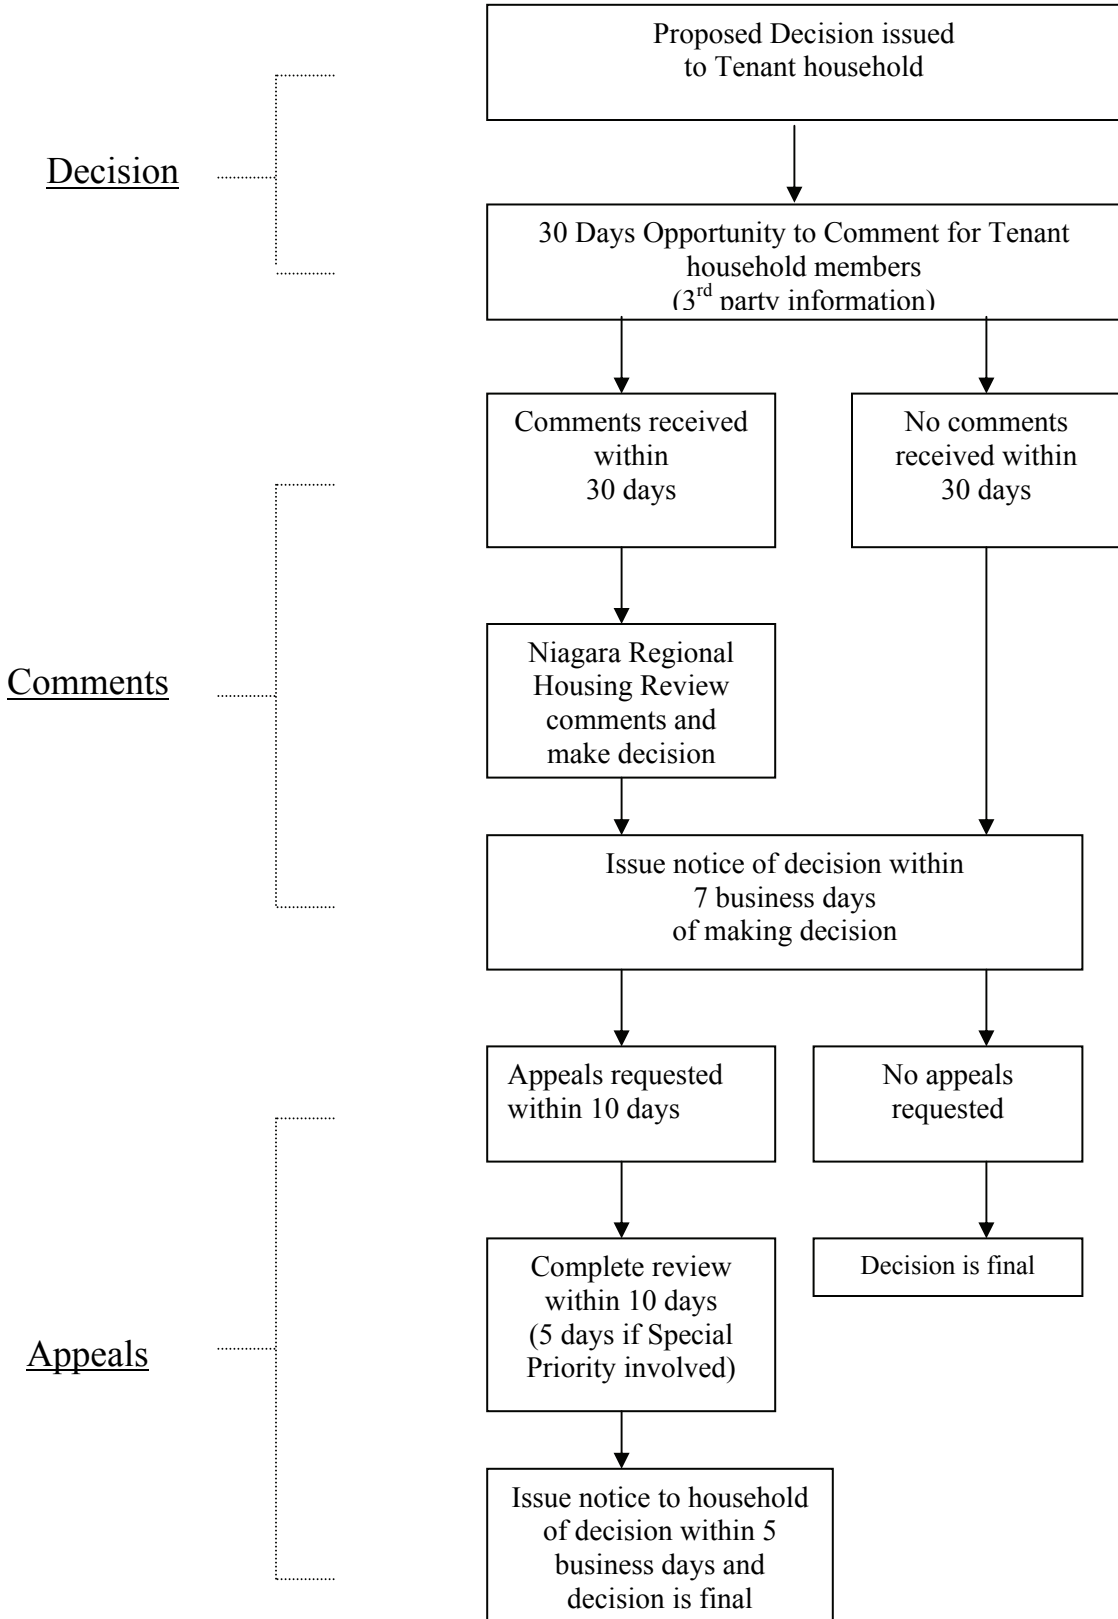 Proposed Decision issued
to Tenant household
Decision
30 Days Opportunity to Comment for Tenant
household members
(3rd party information)
Comments received
within
30 days
No comments
received within
30 days
Comments
Niagara Regional
Housing Review
comments and
make decision
Issue notice of decision within
7 business days
of making decision
Appeals requested
within 10 days
No appeals
requested
Appeals
Complete review
within 10 days
(5 days if Special
Priority involved)
Decision is final
Issue notice to household
of decision within 5
business days and
decision is final